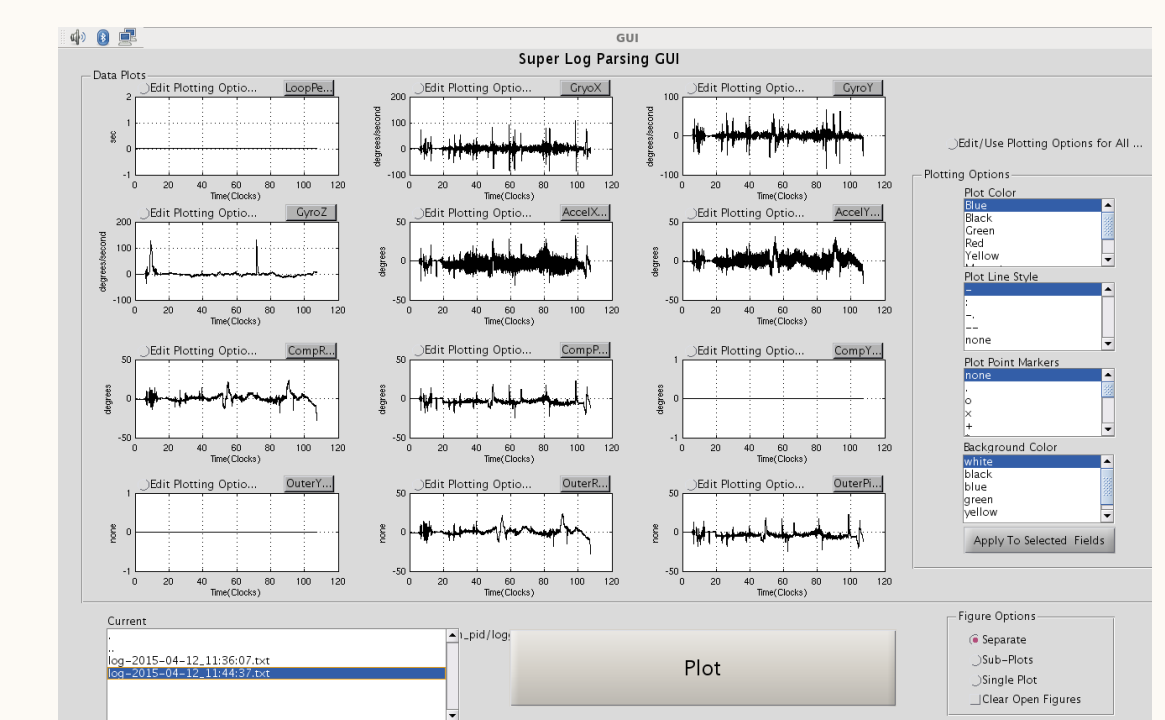 GUI
Super Log Parsing GUI
Data Plots
Edit Plotting Optio... LoopPe...
Edit Plotting Optio... GryoX
Edit Plotting Optio... GyroY
2
1
0
-1
sec
0 20 40 60 80 100 120
Time(Clocks)
200
100
0
-100
degrees/second
0 20 40 60 80 100 120
Time(Clocks)
100
0
-100
degrees/second
0 20 40 60 80 100 120
Time(Clocks)
Edit Plotting Optio... GyroZ
Edit Plotting Optio... AccelX...
Edit Plotting Optio... AccelY...
200
100
0
-100
degrees/second
0 20 40 60 80 100 120
Time(Clocks)
50
0
-50
degrees
0 20 40 60 80 100 120
Time(Clocks)
50
0
-50
degrees
0 20 40 60 80 100 120
Time(Clocks)
Edit Plotting Optio... CompR...
Edit Plotting Optio... CompP...
Edit Plotting Optio... CompY...
50
0
-50
degrees
0 20 40 60 80 100 120
Time(Clocks)
50
0
-50
degrees
0 20 40 60 80 100 120
Time(Clocks)
1
0
-1
degrees
0 20 40 60 80 100 120
Time(Clocks)
Edit Plotting Optio... OuterY...
Edit Plotting Optio... OuterR...
Edit Plotting Optio... OuterPi...
1
0
-1
none
0 20 40 60 80 100 120
Time(Clocks)
50
0
-50
none
0 20 40 60 80 100 120
Time(Clocks)
50
0
-50
none
0 20 40 60 80 100 120
Time(Clocks)
Edit/Use Plotting Options for All ...
Plotting Options
Plot Color
Blue
Black
Green
Red
Yellow
Plot Line Style
-
:
-.
--
none
Plot Point Markers
none
.
o
x
+
Background Color
white
black
blue
green
yellow
Apply To Selected Fields
Current
.
..
log-2015-04-12_11:36:07.txt
log-2015-04-12_11:44:37.txt
_pid/log
Plot
Figure Options
Separate
Sub-Plots
Single Plot
Clear Open Figures